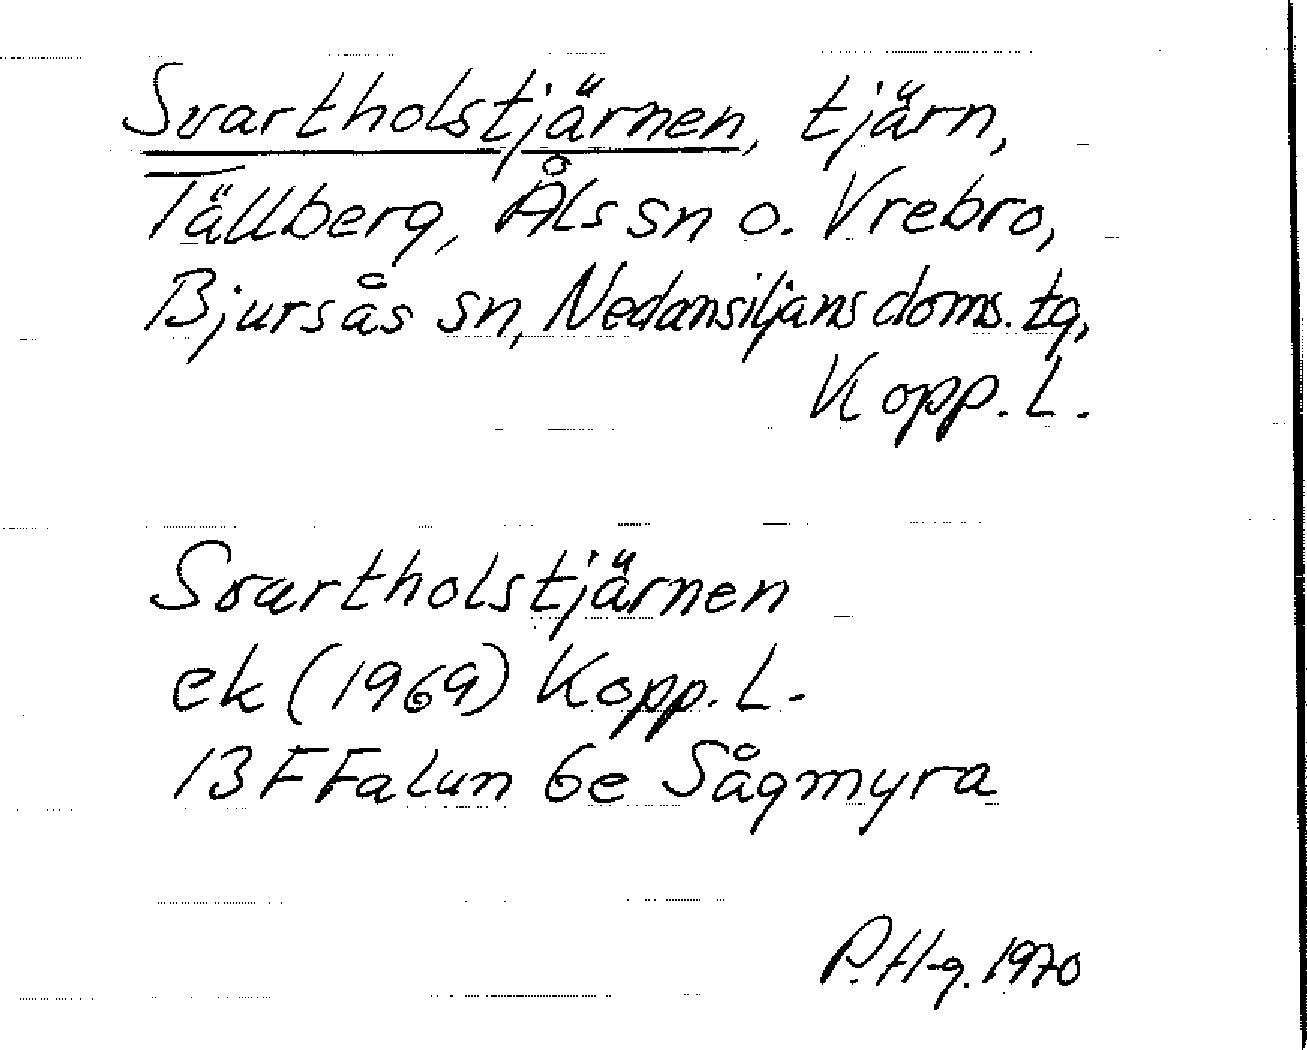 Svartholstjärnen, tjärn,
Tällberg, Åls sn o. Vrebro,
Bjursås sn, Nedansiljans doms. tg,
Kopp. L.
Svartholstjärnen
ek (1969) Kopp. L.
13F Falun 6e Sågmyra
P. H-g. 1970